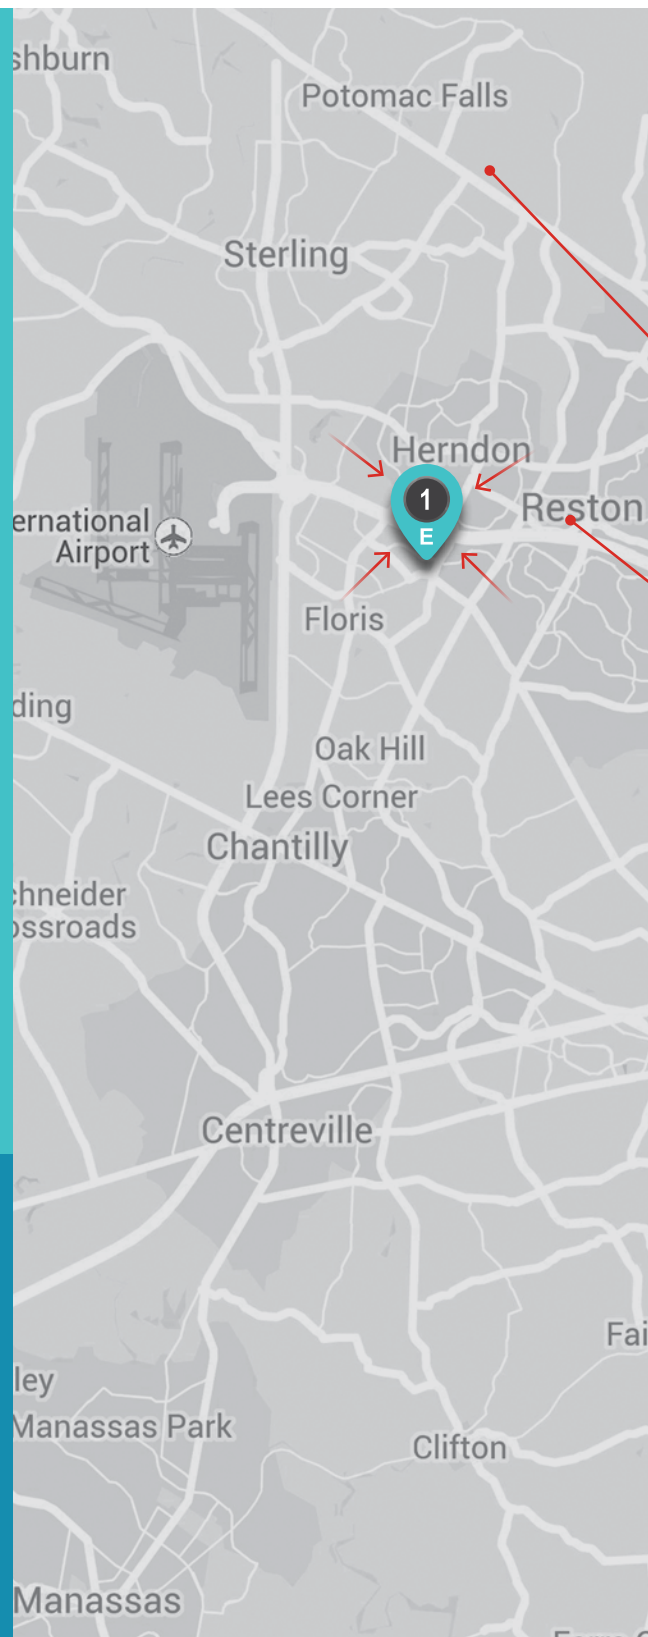 shburn
Potomac Falls
Sterling
Herndon
1
E
Reston
ernational
Airport
Floris
ding
Oak Hill
Lees Corner
Chantilly
chneider
ossroads
Centreville
Fai
ley
Manassas Park
Clifton
Manassas